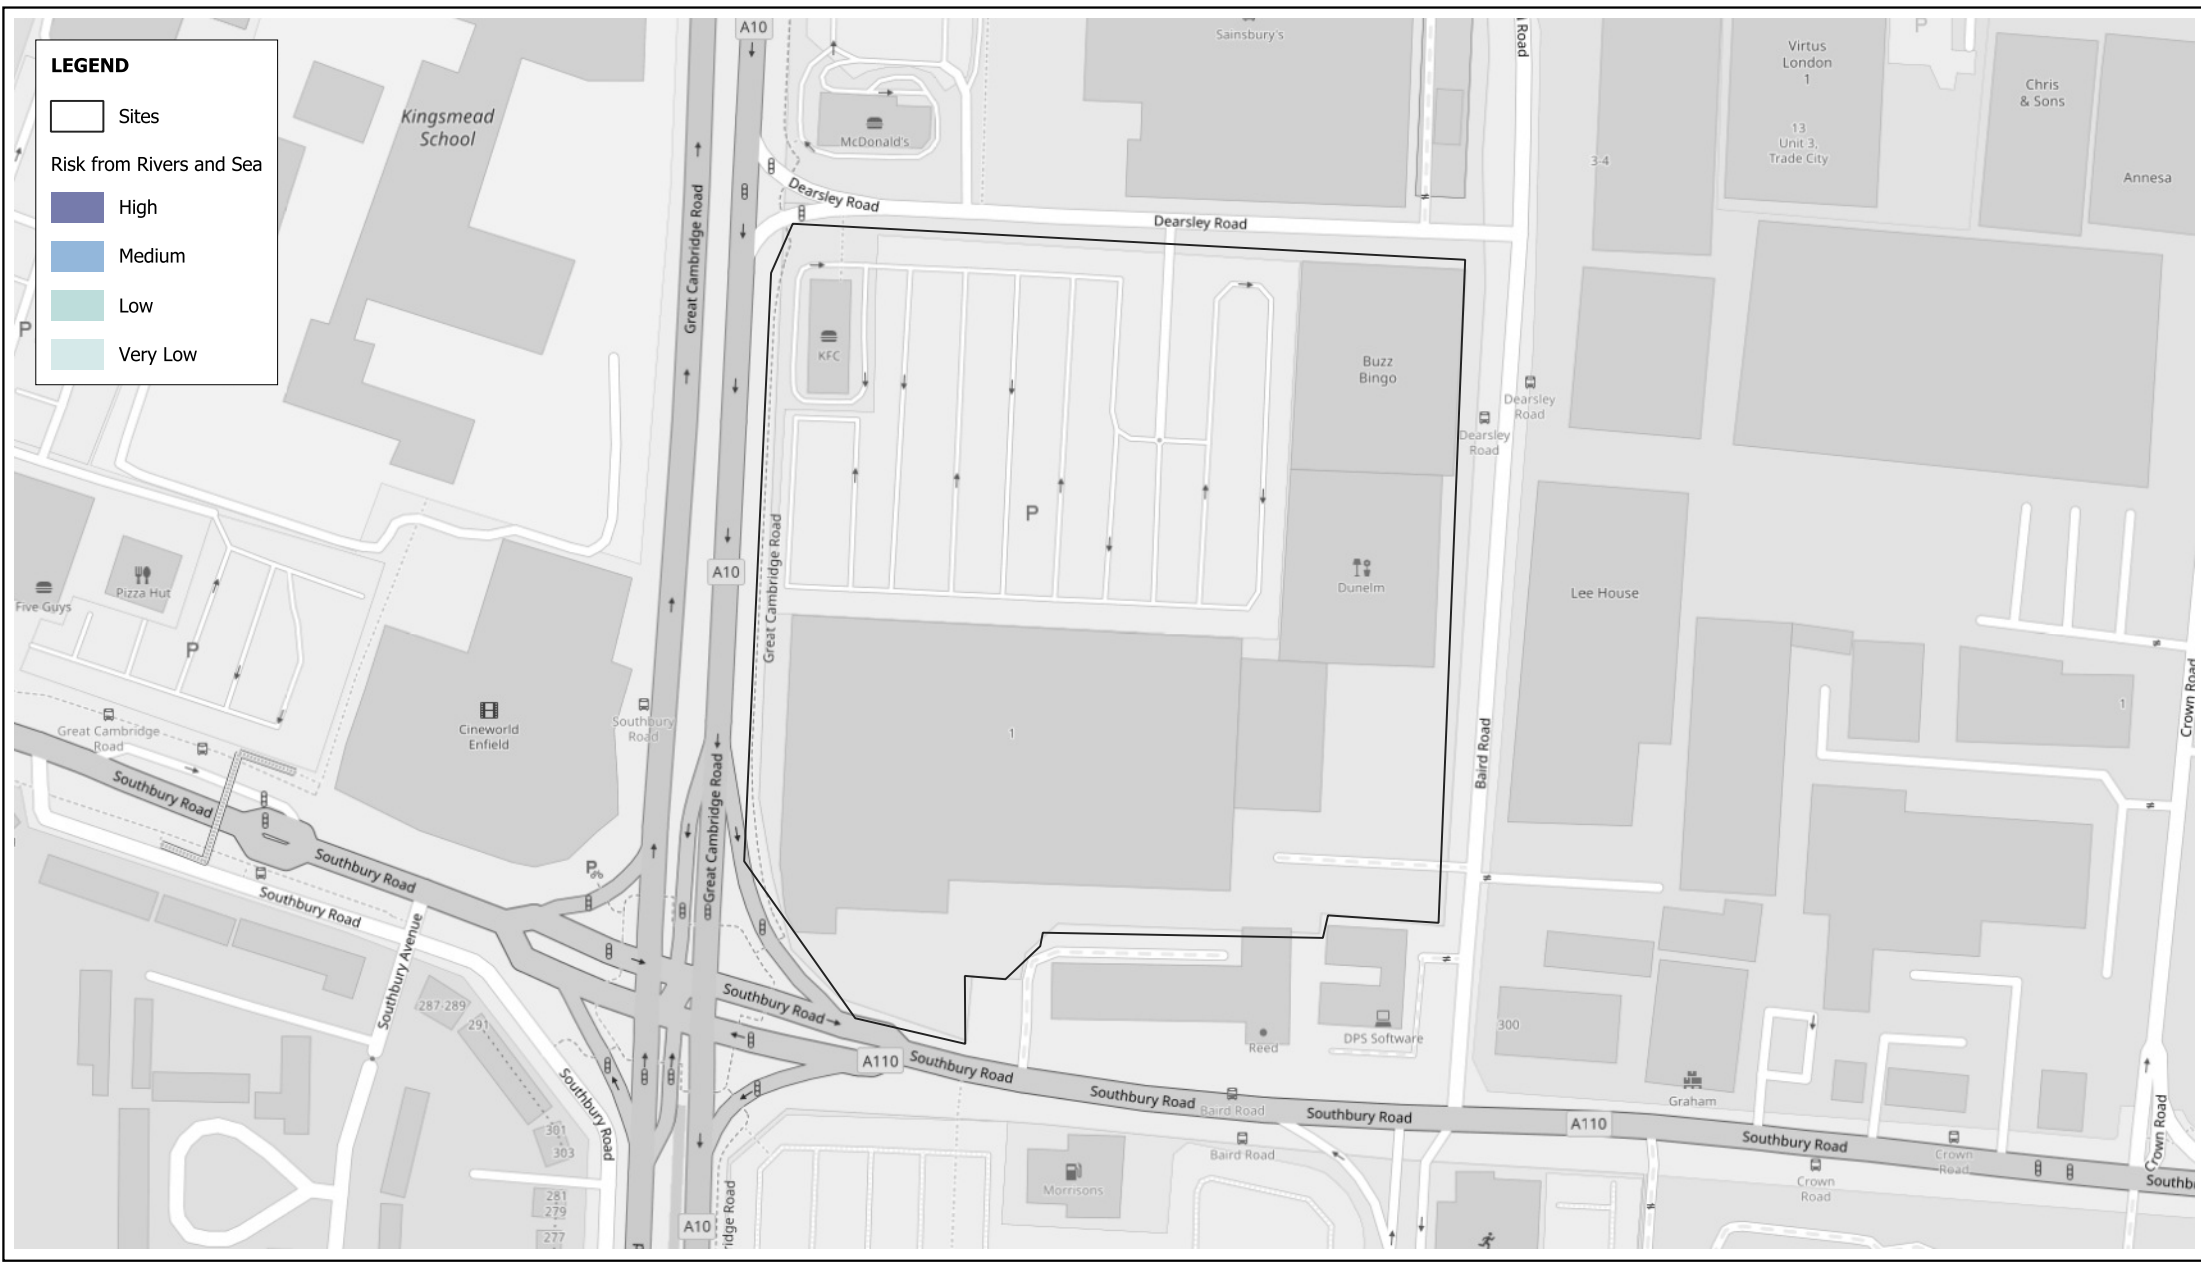 LEGEND
Sites
Risk from Rivers and Sea
High
Medium
Low
Very Low
A10
Sainsbury's
Road
Virtus
London
1
P
Chris
& Sons
Kingsmead
School
McDonald's
13
Unit 3,
Trade City
3-4
Annesa
Dearsley Road
Dearsley Road
Great Cambridge Road
P
KFC
Buzz
Bingo
Dearsley
Road
Dearsley
Road
P
A10
Great Cambridge Road
Five Guys
Pizza Hut
Dunelm
Lee House
P
Great Cambridge
Road
Cineworld
Enfield
Southbury
Road
1
1
Crown Road
Baird Road
Southbury Road
Great Cambridge Road
Southbury Road
P
Southbury Road
Southbury Avenue
287-289
291
Southbury Road
300
Reed
DPS Software
A110
Southbury Road
Southbury Road
Baird Road
Southbury Road
A110
Graham
Southbury Road
Southbury Road
301
303
Baird Road
Crown
Road
Crown
Road
Crown Road
Crown Road
Southb
Morrisons
281
279
277
A10
ridge Road